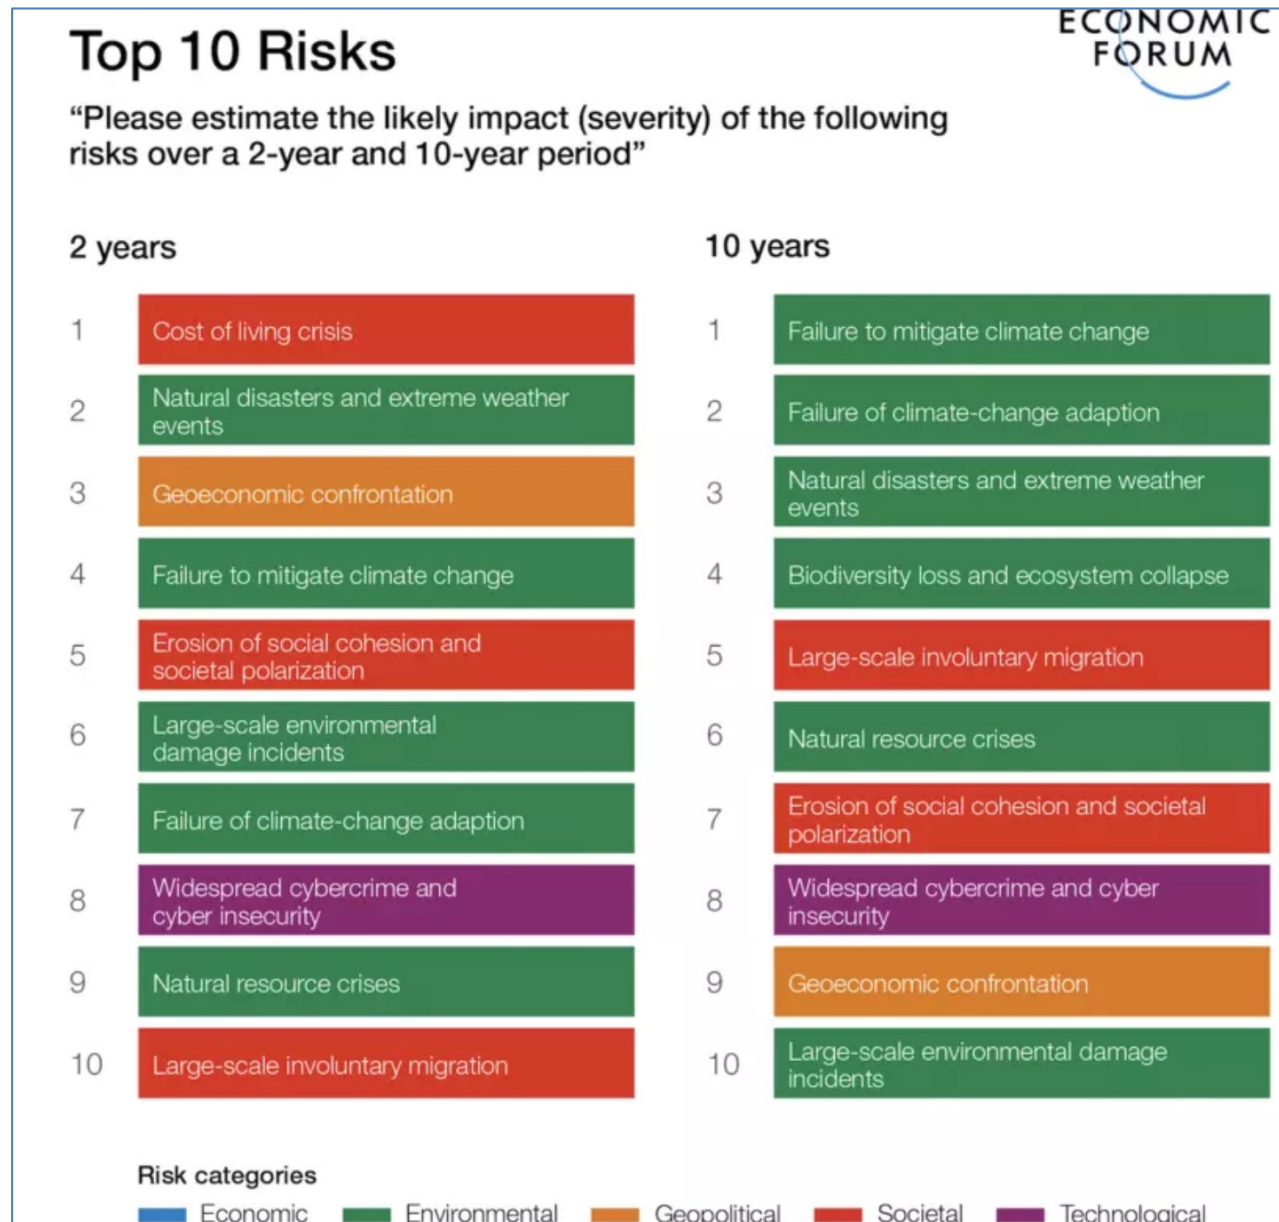 Top 10 Risks
ECONOMIC
FORUM
“Please estimate the likely impact (severity) of the following
risks over a 2-year and 10-year period”
2 years
1
Cost of living crisis
2
Natural disasters and extreme weather
events
3
Geoeconomic confrontation
4
Failure to mitigate climate change
5
Erosion of social cohesion and
societal polarization
6
Large-scale environmental
damage incidents
7
Failure of climate-change adaption
8
Widespread cybercrime and
cyber insecurity
9
Natural resource crises
10
Large-scale involuntary migration
10 years
1
Failure to mitigate climate change
2
Failure of climate-change adaption
3
Natural disasters and extreme weather
events
4
Biodiversity loss and ecosystem collapse
5
Large-scale involuntary migration
6
Natural resource crises
7
Erosion of social cohesion and societal
polarization
8
Widespread cybercrime and cyber
insecurity
9
Geoeconomic confrontation
10
Large-scale environmental damage
incidents
Risk categories
Economic
Environmental
Geopolitical
Societal
Technological